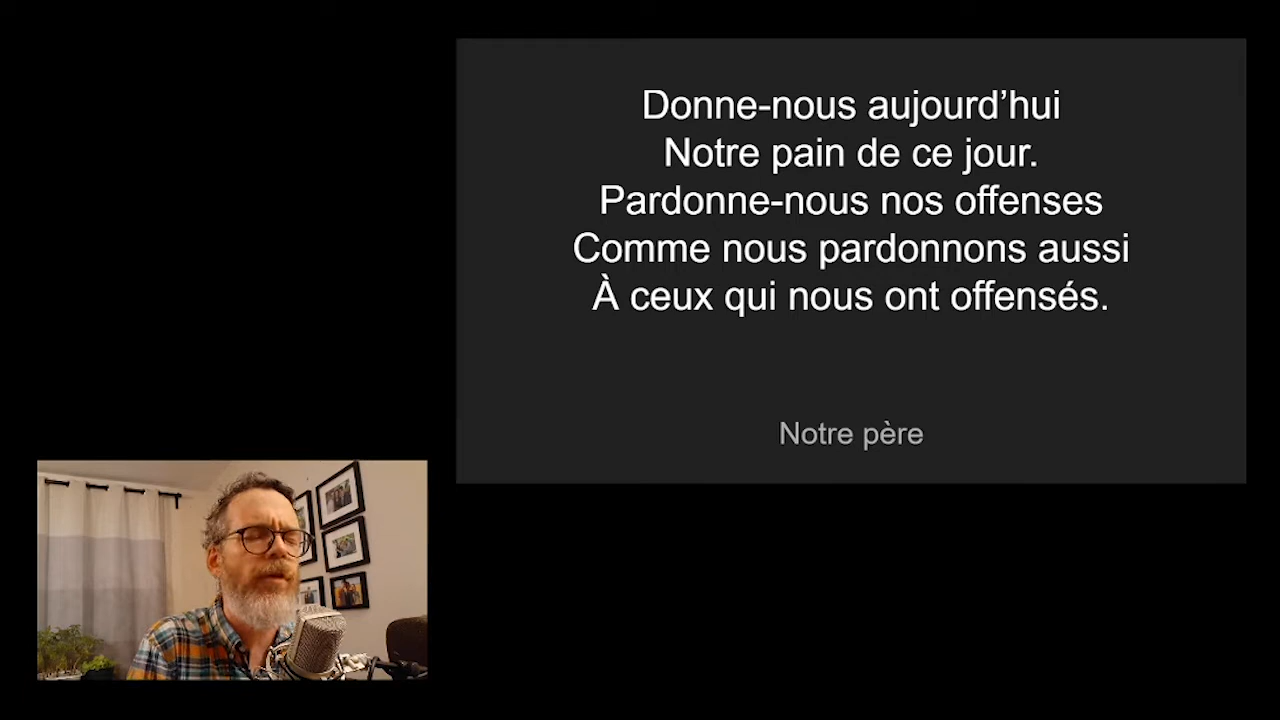 Donne-nous aujourd’hui
Notre pain de ce jour.
Pardonne-nous nos offenses
Comme nous pardonnons aussi
À ceux qui nous ont offensés.
Notre père